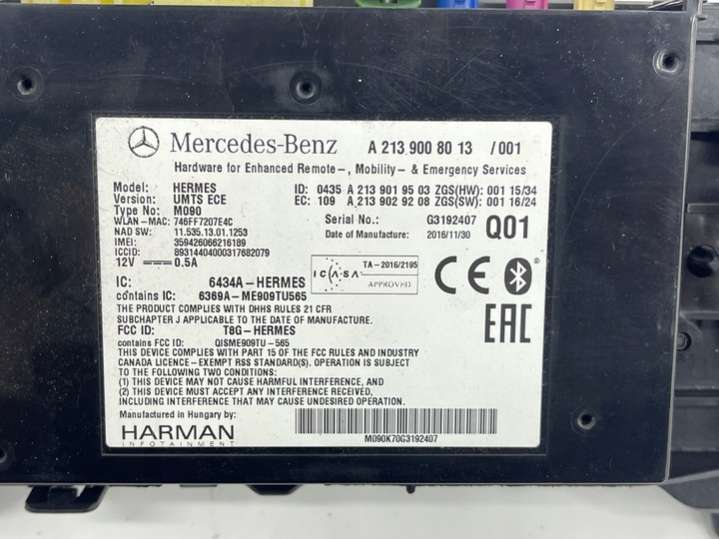 Mercedes-Benz A 213 900 80 13 /001
Hardware for Enhanced Remote-, Mobility- & Emergency Services
Model: HERMES ID: 0435 A 213 901 95 03 ZGS(HW): 001 15/34
Version: UMTS ECE EC: 109 A 213 902 92 08 ZGS(SW): 001 16/24
Type No: M090
WLAN-MAC: 746FF7207E4C Serial No.: G3192407 Q01
NAD SW: 11.535.13.01.1253 Date of Manufacture: 2016/11/30
IMEI: 359426066216189
ICCID: 89314404000317682079
12V 0.5A
TA-2016/2195
ICASA APPROVED
CE
EAC
IC: 6434A-HERMES
contains IC: 6369A-ME909TU565
THE PRODUCT COMPLIES WITH DHHS RULES 21 CFR
SUBCHAPTER J APPLICABLE TO THE DATE OF MANUFACTURE.
FCC ID: T8G-HERMES
contains FCC ID: QISME909TU-565
THIS DEVICE COMPLIES WITH PART 15 OF THE FCC RULES AND INDUSTRY
CANADA LICENCE-EXEMPT RSS STANDARD(S). OPERATION IS SUBJECT
TO THE FOLLOWING TWO CONDITIONS:
(1) THIS DEVICE MAY NOT CAUSE HARMFUL INTERFERENCE, AND
(2) THIS DEVICE MUST ACCEPT ANY INTERFERENCE RECEIVED,
INCLUDING INTERFERENCE THAT MAY CAUSE UNDESIRED OPERATION.
Manufactured in Hungary by:
HARMAN
INFOTAINMENT
M090K70G3192407